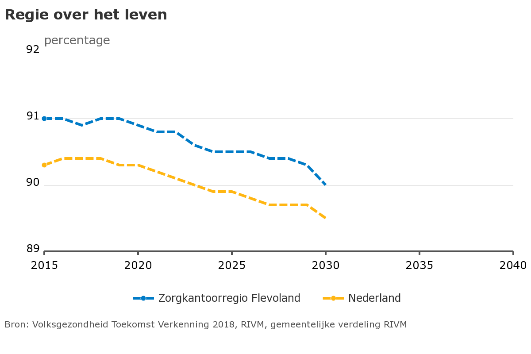 Regie over het leven
percentage
92
91
90
89
2015 2020 2025 2030 2035 2040
Zorgkantoorregio Flevoland Nederland
Bron: Volksgezondheid Toekomst Verkenning 2018, RIVM, gemeentelijke verdeling RIVM